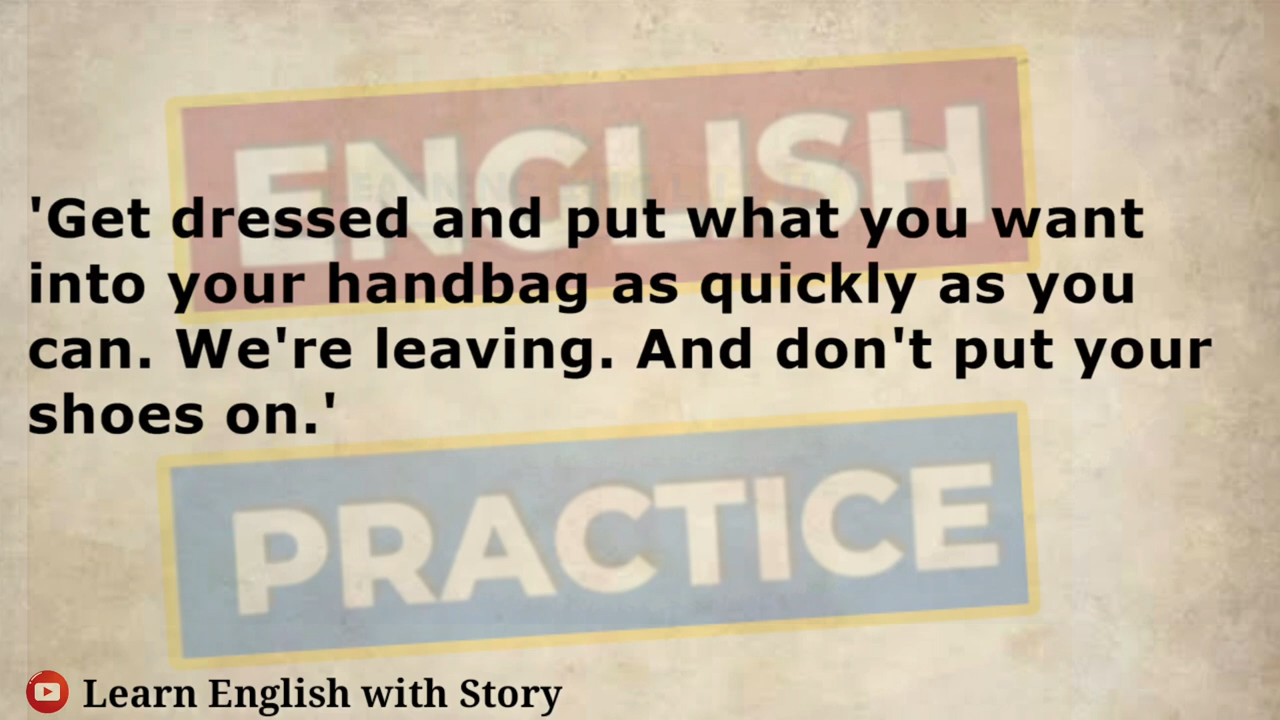 ENGLISH
'Get dressed and put what you want
into your handbag as quickly as you
can. We're leaving. And don't put your
shoes on.'
PRACTICE
Learn English with Story